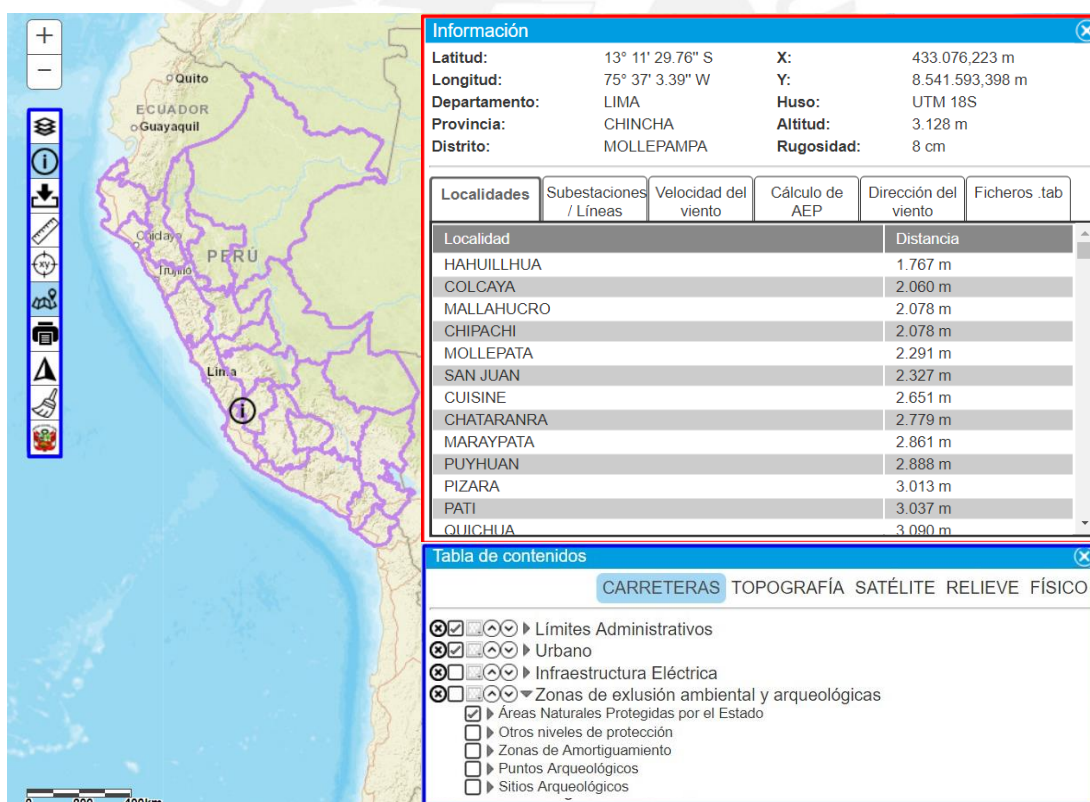 +
−
Quito
ECUADOR
Guayaquil
PERÚ
Trujillo
Lima
i
xy
i
400km
Información
Latitud: 13° 11' 29.76" S X: 433.076,223 m
Longitud: 75° 37' 3.39" W Y: 8.541.593,398 m
Departamento: LIMA Huso: UTM 18S
Provincia: CHINCHA Altitud: 3.128 m
Distrito: MOLLEPAMPA Rugosidad: 8 cm
Localidades Subestaciones / Líneas Velocidad del viento Cálculo de AEP Dirección del viento Ficheros .tab
Localidad Distancia
HAHUILLHUA 1.767 m
COLCAYA 2.060 m
MALLAHUCRO 2.078 m
CHIPACHI 2.078 m
MOLLEPATA 2.291 m
SAN JUAN 2.327 m
CUISINE 2.651 m
CHATARANRA 2.779 m
MARAYPATA 2.861 m
PUYHUAN 2.888 m
PIZARA 3.013 m
PATI 3.037 m
QUICHUA 3.090 m
Tabla de contenidos
CARRETERAS TOPOGRAFÍA SATÉLITE RELIEVE FÍSICO
Límites Administrativos
Urbano
Infraestructura Eléctrica
Zonas de exlusión ambiental y arqueológicas
Áreas Naturales Protegidas por el Estado
Otros niveles de protección
Zonas de Amortiguamiento
Puntos Arqueológicos
Sitios Arqueológicos